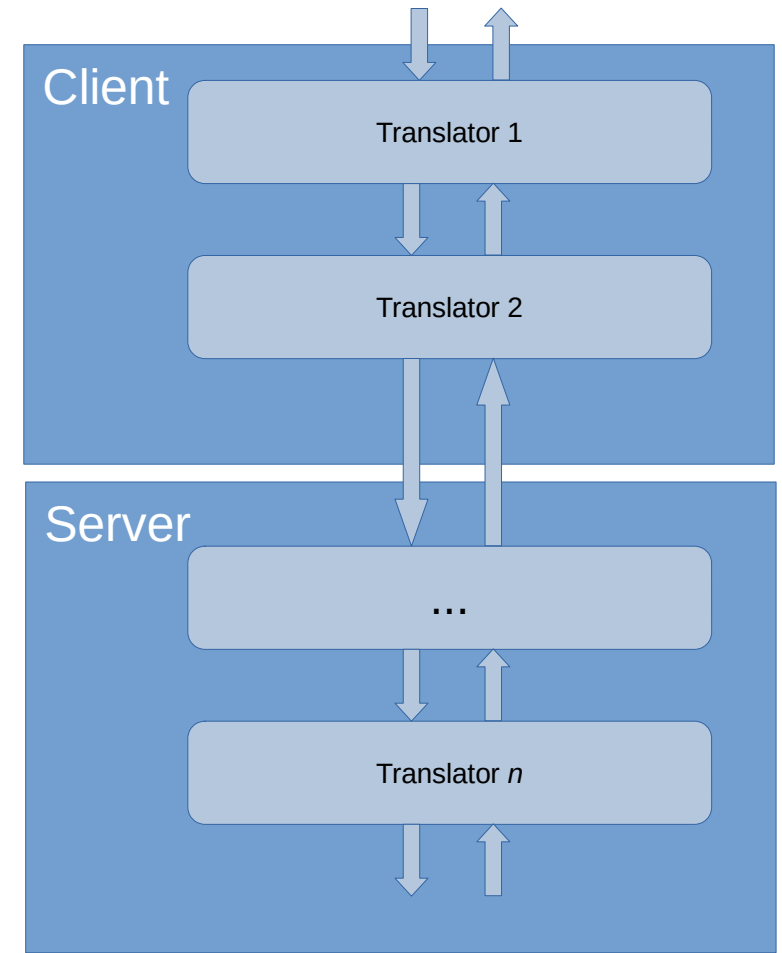 Client
Translator 1
Translator 2
Server
...
Translator n